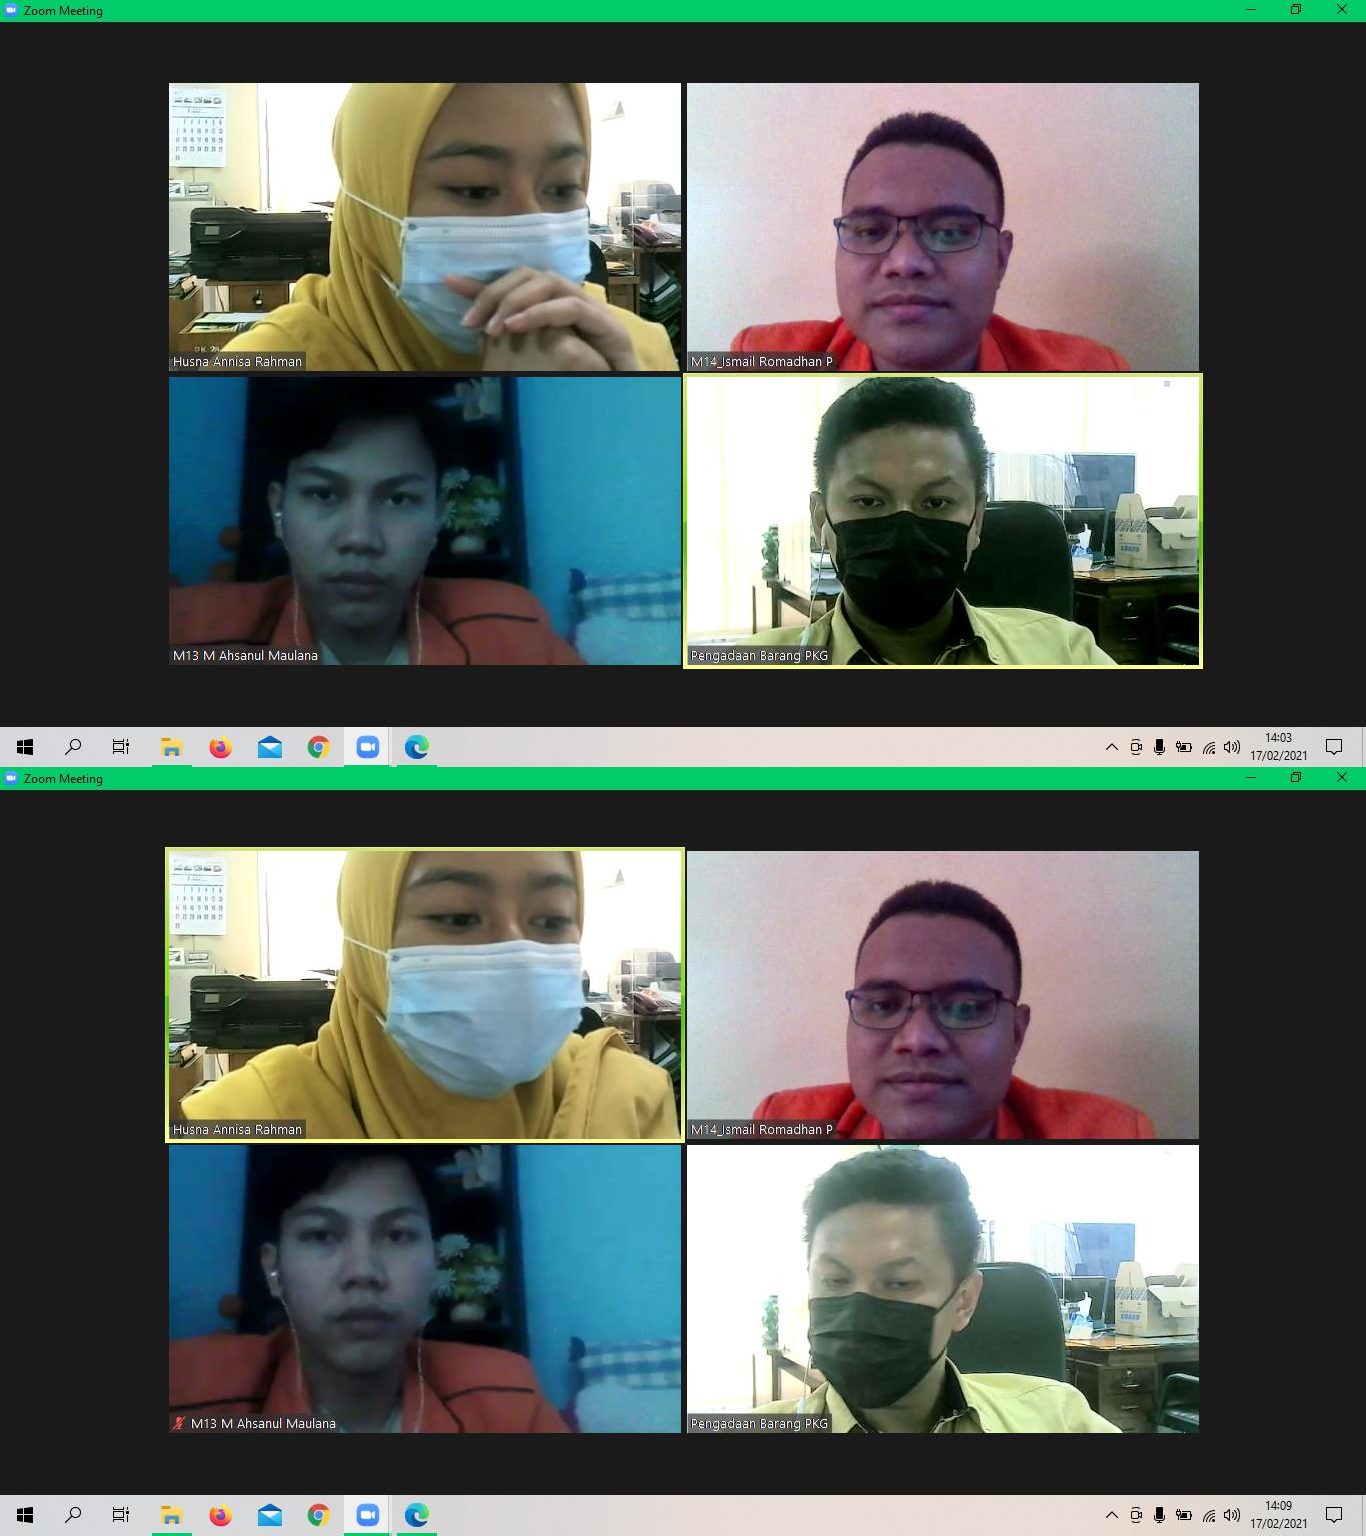 Zoom Meeting
Husna Annisa Rahman
M14_Ismail Romadhan P
M13 M Ahsanul Maulana
Pengadaan Barang PKG
14:03
17/02/2021
Zoom Meeting
Husna Annisa Rahman
M14_Ismail Romadhan P
M13 M Ahsanul Maulana
Pengadaan Barang PKG
14:09
17/02/2021